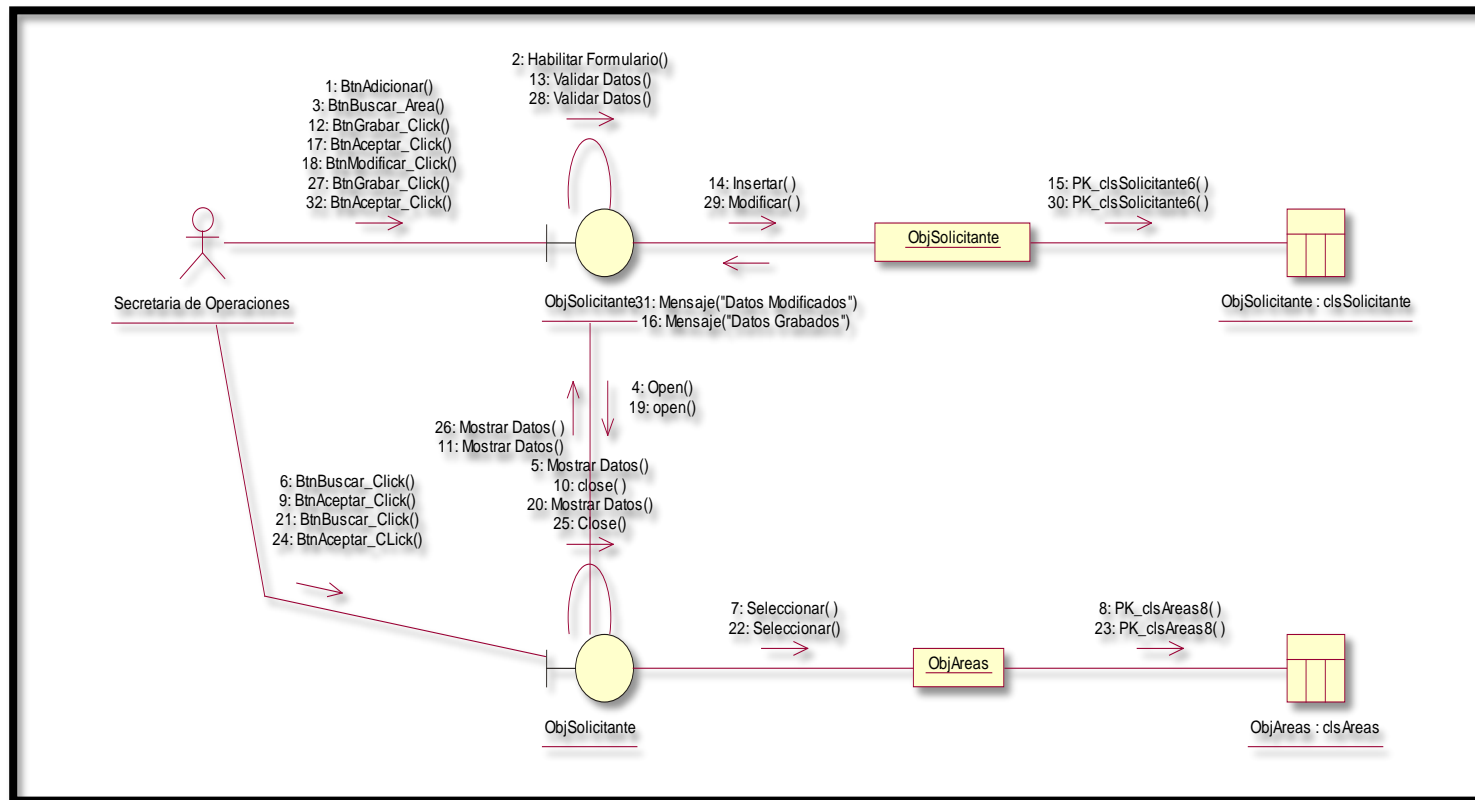 2: Habilitar Formulario()
13: Validar Datos()
28: Validar Datos()
1: BtnAdicionar()
3: BtnBuscar_Area()
12: BtnGrabar_Click()
17: BtnAceptar_Click()
18: BtnModificar_Click()
27: BtnGrabar_Click()
32: BtnAceptar_Click()
14: Insertar( )
29: Modificar( )
15: PK_clsSolicitante6( )
30: PK_clsSolicitante6( )
ObjSolicitante
Secretaria de Operaciones
ObjSolicitante
31: Mensaje("Datos Modificados")
16: Mensaje("Datos Grabados")
ObjSolicitante : clsSolicitante
4: Open()
19: open()
26: Mostrar Datos( )
11: Mostrar Datos()
5: Mostrar Datos()
10: close( )
20: Mostrar Datos()
25: Close()
6: BtnBuscar_Click()
9: BtnAceptar_Click()
21: BtnBuscar_Click()
24: BtnAceptar_CLick()
7: Seleccionar( )
22: Seleccionar()
8: PK_clsAreas8( )
23: PK_clsAreas8( )
ObjAreas
ObjSolicitante
ObjAreas : clsAreas